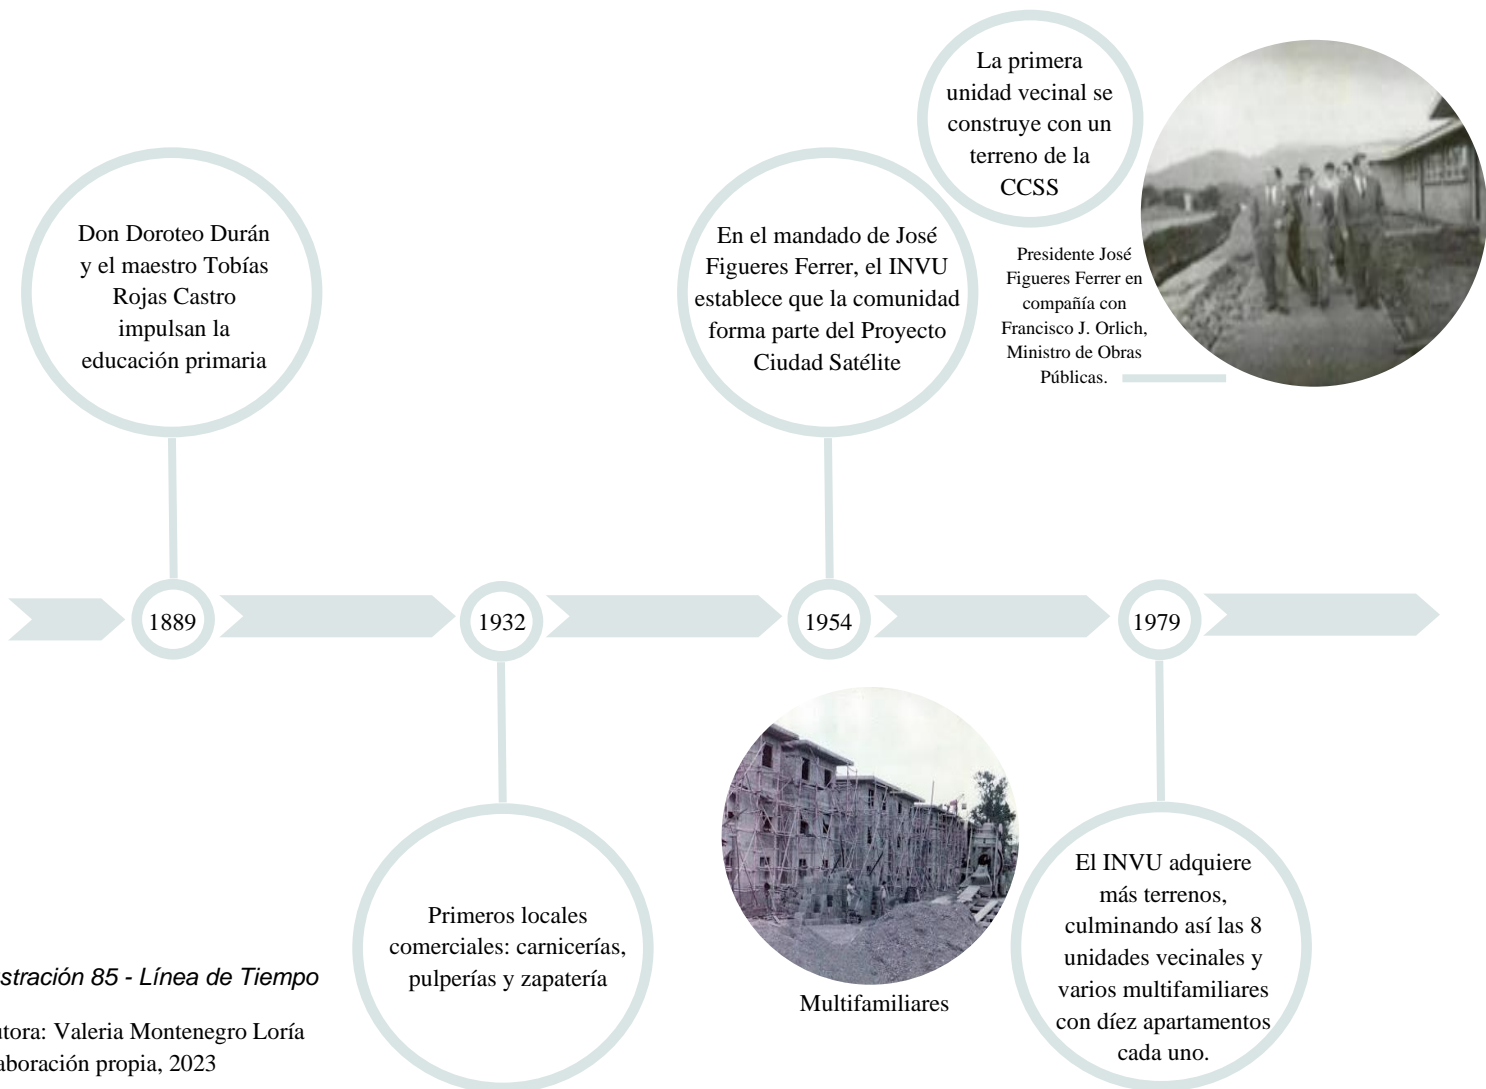 La primera
unidad vecinal se
construye con un
terreno de la
CCSS
Don Doroteo Durán
y el maestro Tobías
Rojas Castro
impulsan la
educación primaria
En el mandado de José
Figueres Ferrer, el INVU
establece que la comunidad
forma parte del Proyecto
Ciudad Satélite
Presidente José
Figueres Ferrer en
compañía con
Francisco J. Orlich,
Ministro de Obras
Públicas.
1889
1932
1954
1979
Primeros locales
comerciales: carnicerías,
pulperías y zapatería
Multifamiliares
El INVU adquiere
más terrenos,
culminando así las 8
unidades vecinales y
varios multifamiliares
con díez apartamentos
cada uno.
stración 85 - Línea de Tiempo
utora: Valeria Montenegro Loría
aboración propia, 2023